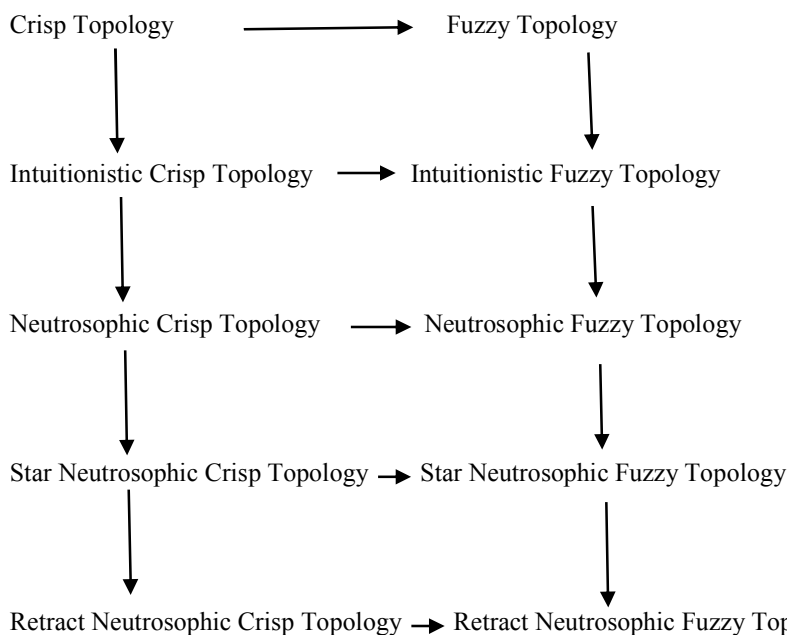 Crisp Topology Fuzzy Topology
Intuitionistic Crisp Topology Intuitionistic Fuzzy Topology
Neutrosophic Crisp Topology Neutrosophic Fuzzy Topology
Star Neutrosophic Crisp Topology Star Neutrosophic Fuzzy Topology
Retract Neutrosophic Crisp Topology Retract Neutrosophic Fuzzy